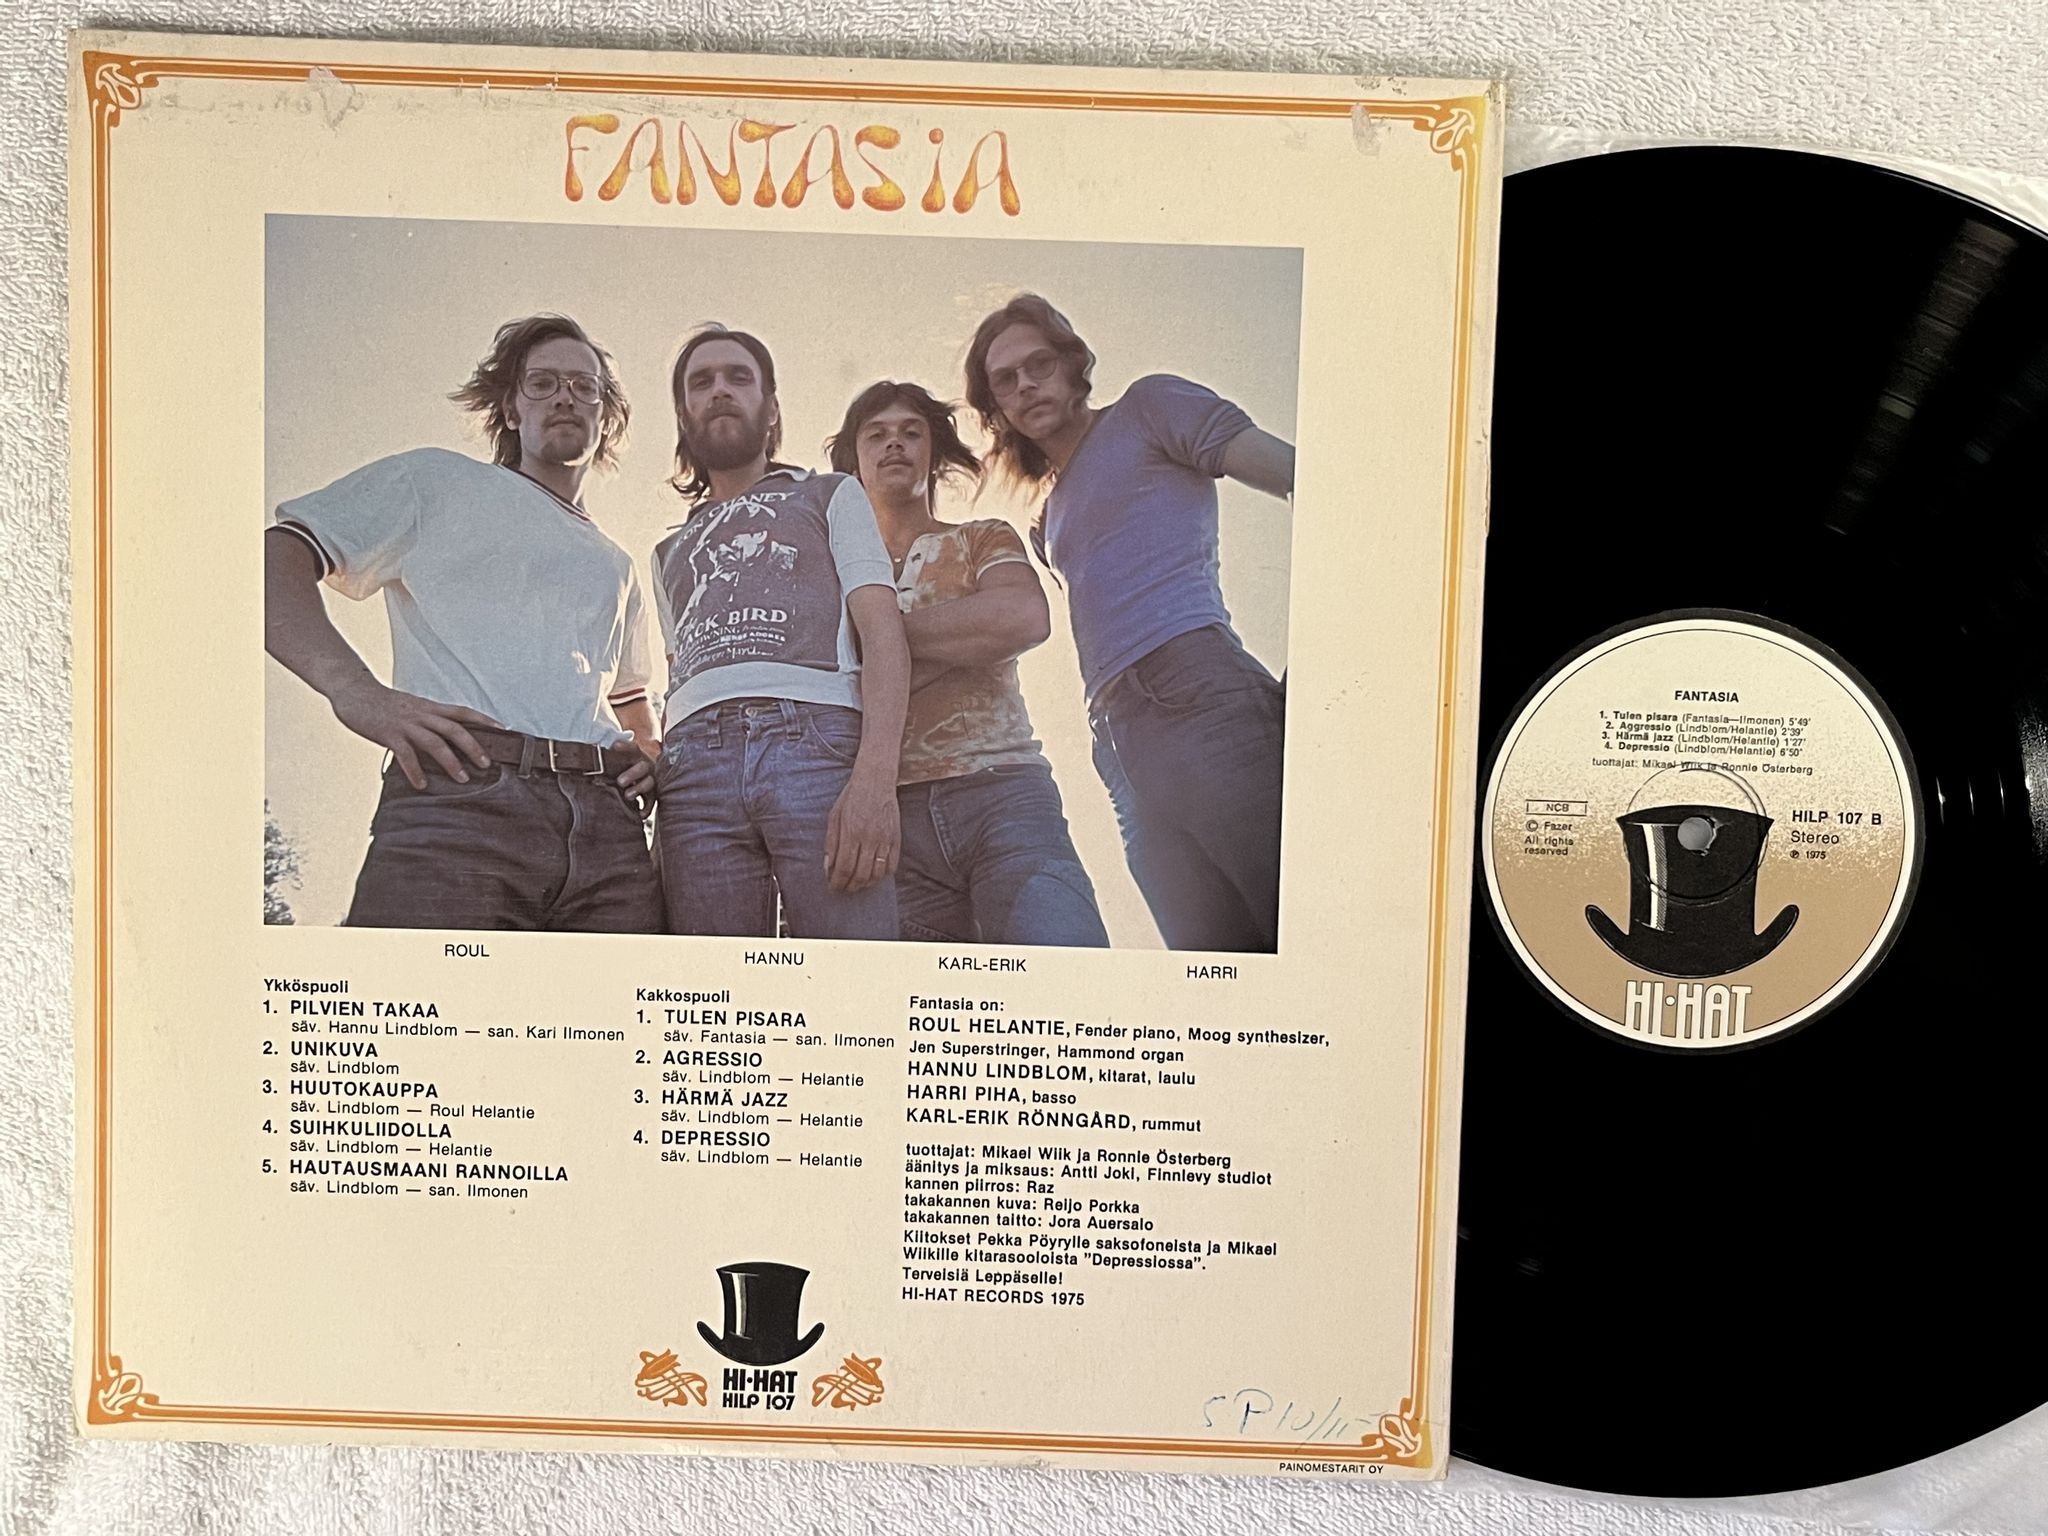 FANTASiA
ON CHANEY
ACK BIRD
ROUL
HANNU
KARL-ERIK
HARRI
Ykköspuoli
1. PILVIEN TAKAA
säv. Hannu Lindblom — san. Kari Ilmonen
2. UNIKUVA
säv. Lindblom
3. HUUTOKAUPPA
säv. Lindblom — Roul Helantie
4. SUIHKULIIDOLLA
säv. Lindblom — Helantie
5. HAUTAUSMAANI RANNOILLA
säv. Lindblom — san. Ilmonen
Kakkospuoli
1. TULEN PISARA
säv. Fantasia — san. Ilmonen
2. AGRESSIO
säv. Lindblom — Helantie
3. HÄRMÄ JAZZ
säv. Lindblom — Helantie
4. DEPRESSIO
säv. Lindblom — Helantie
Fantasia on:
ROUL HELANTIE, Fender piano, Moog synthesizer,
Jen Superstringer, Hammond organ
HANNU LINDBLOM, kitarat, laulu
HARRI PIHA, basso
KARL-ERIK RÖNNGÅRD, rummut
tuottajat: Mikael Wiik ja Ronnie Österberg
äänitys ja miksaus: Antti Joki, Finnlevy studiot
kannen piirros: Raz
takakannen kuva: Reijo Porkka
takakannen taitto: Jora Auersalo
Kiitokset Pekka Pöyrylle saksofoneista ja Mikael
Wiikille kitarasooloista "Depressiossa".
Terveisiä Leppäselle!
HI-HAT RECORDS 1975
HI-HAT
HILP 107
SP 10/11
PAINOMESTARIT OY
FANTASIA
1. Tulen pisara (Fantasia—Ilmonen) 5'49'
2. Aggressio (Lindblom/Helantie) 2'39'
3. Härmä jazz (Lindblom/Helantie) 1'27'
4. Depressio (Lindblom/Helantie) 6'50'
tuottajat: Mikael Wiik ja Ronnie Österberg
NCB
© Fazer
All rights
reserved
HILP 107 B
Stereo
℗ 1975
HI·HAT